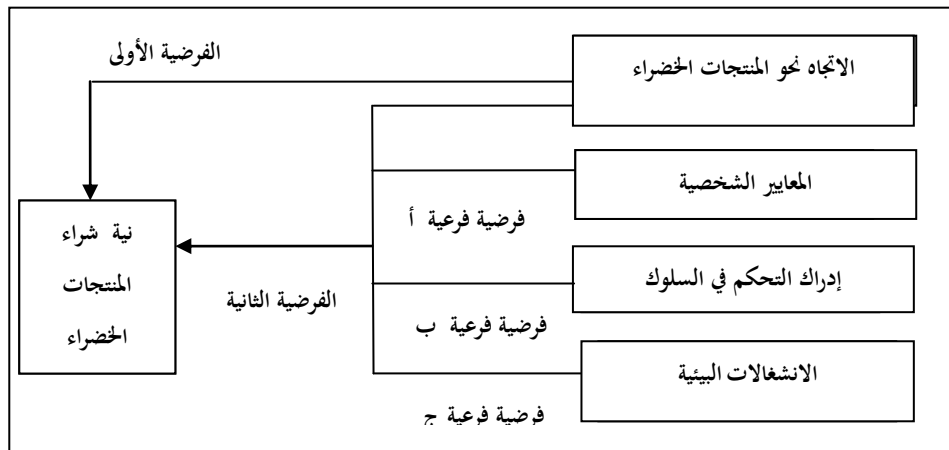 الفرضية الأولى
الاتجاه نحو المنتجات الخضراء
المعايير الشخصية
فرضية فرعية أ
نية شراء
المنتجات
الخضراء
إدراك التحكم في السلوك
الفرضية الثانية
فرضية فرعية ب
الانشغالات البيئية
فرضية فرعية ج